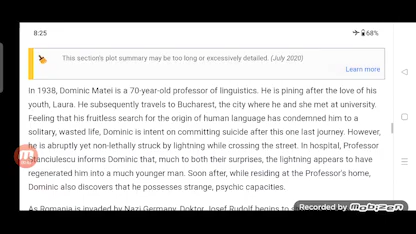 8:25
68%
This section's plot summary may be too long or excessively detailed. (July 2020)
Learn more
In 1938, Dominic Matei is a 70-year-old professor of linguistics. He is pining after the love of his
youth, Laura. He subsequently travels to Bucharest, the city where he and she met at university.
Feeling that his fruitless search for the origin of human language has condemned him to a
solitary, wasted life, Dominic is intent on committing suicide after this one last journey. However,
he is abruptly yet non-lethally struck by lightning while crossing the street. In hospital, Professor
Stanciulescu informs Dominic that, much to both their surprises, the lightning appears to have
regenerated him into a much younger man. Soon after, while residing at the Professor's home,
Dominic also discovers that he possesses strange, psychic capacities.
As Romania is invaded by Nazi Germany, Doktor Josef Rudolf begins to
Recorded by Mobizen